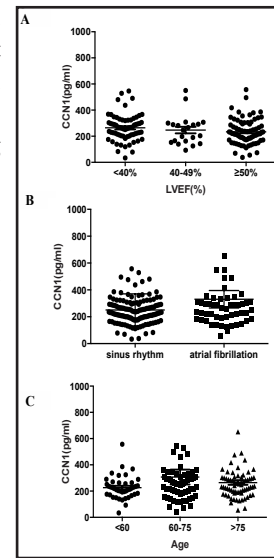 A
1000
800
600
400
200
0
CCN1(pg/ml)
<40%
40-49%
≥50%
LVEF(%)
B
1000
800
600
400
200
0
CCN1(pg/ml)
sinus rhythm
atrial fibrillation
C
1000
800
600
400
200
0
CCN1(pg/ml)
<60
60-75
>75
Age